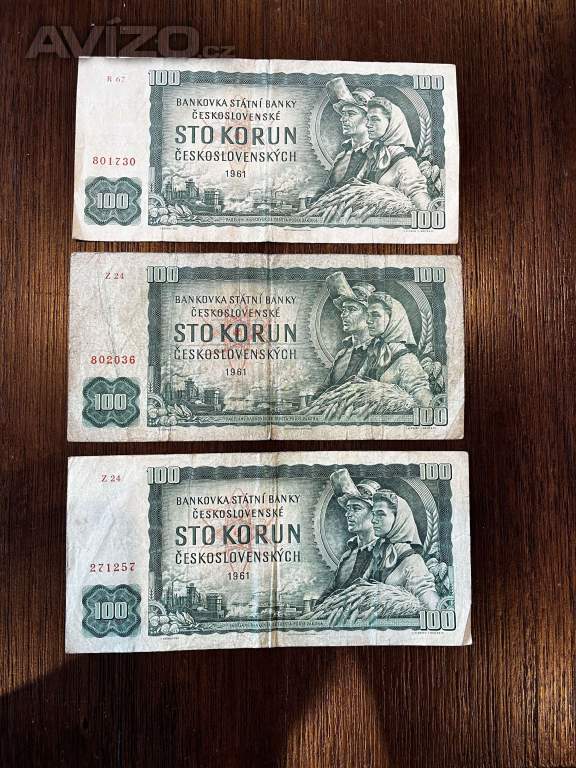 Avízo.cz
R 67
100
100
BANKOVKA STÁTNÍ BANKY
ČESKOSLOVENSKÉ
STO KORUN
ČESKOSLOVENSKÝCH
1961
801730
100
100
Z 24
100
100
BANKOVKA STÁTNÍ BANKY
ČESKOSLOVENSKÉ
STO KORUN
ČESKOSLOVENSKÝCH
1961
802036
100
100
Z 24
100
100
BANKOVKA STÁTNÍ BANKY
ČESKOSLOVENSKÉ
STO KORUN
ČESKOSLOVENSKÝCH
1961
271257
100
100